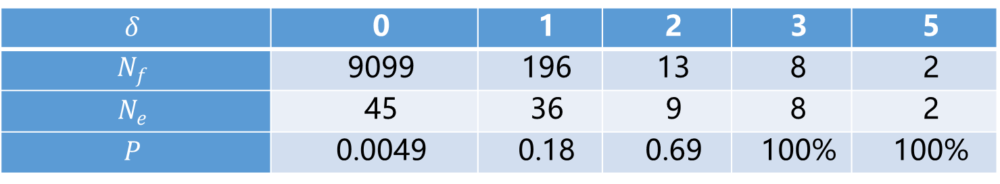 δ 0 1 2 3 5
N_f 9099 196 13 8 2
N_e 45 36 9 8 2
P 0.0049 0.18 0.69 100% 100%